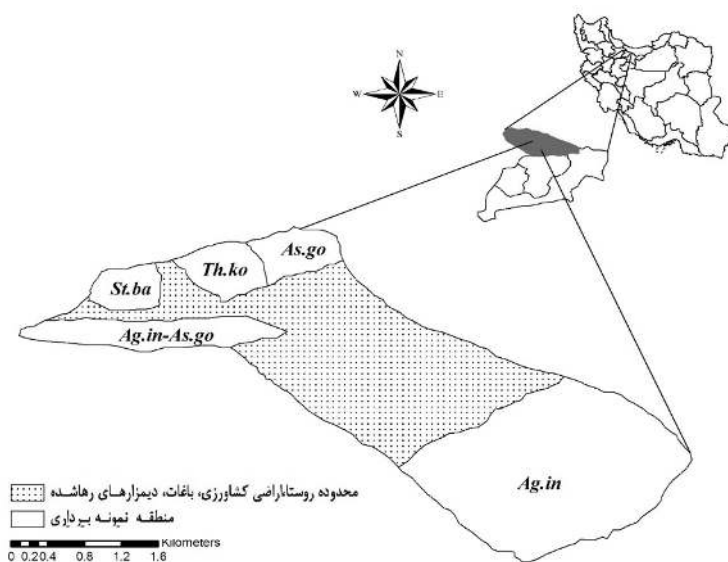 N
W E
S
As.go
Th.ko
St.ba
Ag.in-As.go
Ag.in
محدوده روستا،اراضی کشاورزی، باغات، دیمزارهای رهاشده
منطقه نمونه برداری
Kilometers
0 0.20.4 0.8 1.2 1.6